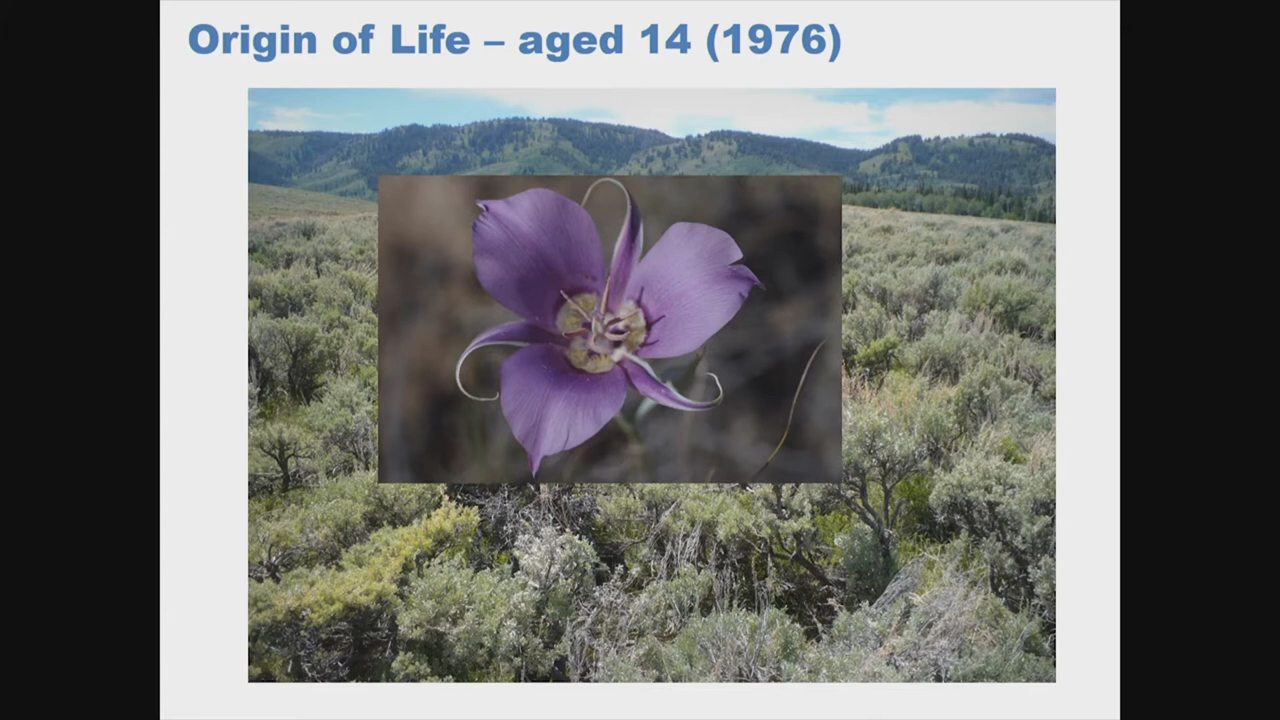 Origin of Life – aged 14 (1976)